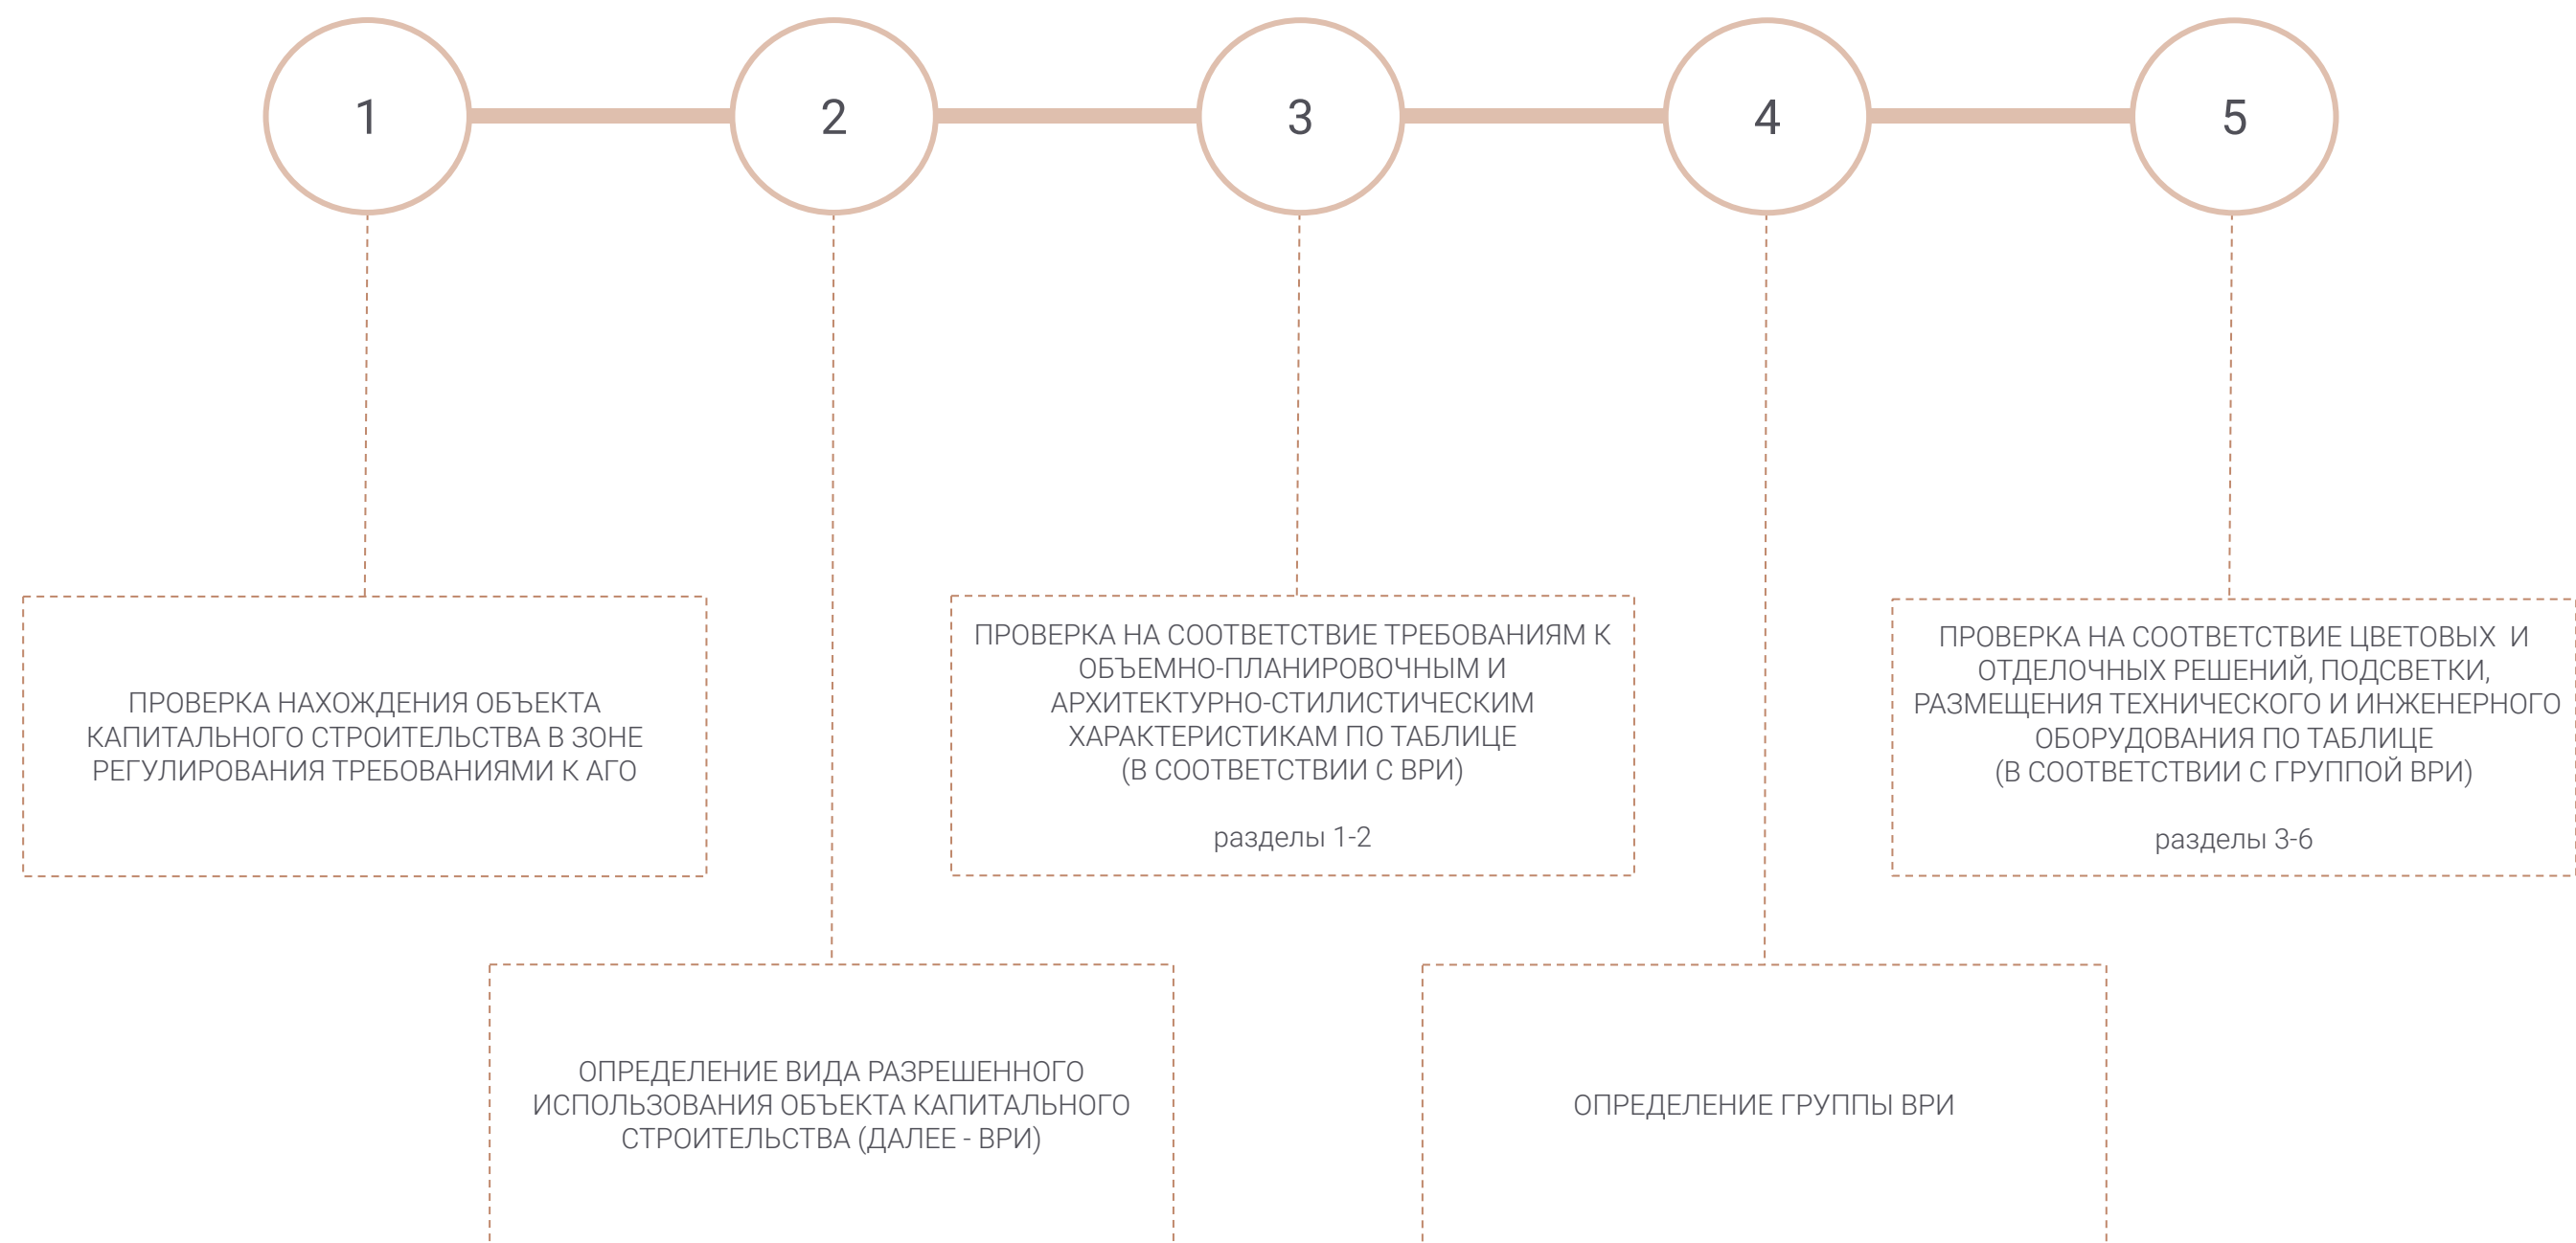 1
2
3
4
5
ПРОВЕРКА НАХОЖДЕНИЯ ОБЪЕКТА
КАПИТАЛЬНОГО СТРОИТЕЛЬСТВА В ЗОНЕ
РЕГУЛИРОВАНИЯ ТРЕБОВАНИЯМИ К АГО
ПРОВЕРКА НА СООТВЕТСТВИЕ ТРЕБОВАНИЯМ К
ОБЪЕМНО-ПЛАНИРОВОЧНЫМ И
АРХИТЕКТУРНО-СТИЛИСТИЧЕСКИМ
ХАРАКТЕРИСТИКАМ ПО ТАБЛИЦЕ
(В СООТВЕТСТВИИ С ВРИ)
разделы 1-2
ПРОВЕРКА НА СООТВЕТСТВИЕ ЦВЕТОВЫХ И
ОТДЕЛОЧНЫХ РЕШЕНИЙ, ПОДСВЕТКИ,
РАЗМЕЩЕНИЯ ТЕХНИЧЕСКОГО И ИНЖЕНЕРНОГО
ОБОРУДОВАНИЯ ПО ТАБЛИЦЕ
(В СООТВЕТСТВИИ С ГРУППОЙ ВРИ)
разделы 3-6
ОПРЕДЕЛЕНИЕ ВИДА РАЗРЕШЕННОГО
ИСПОЛЬЗОВАНИЯ ОБЪЕКТА КАПИТАЛЬНОГО
СТРОИТЕЛЬСТВА (ДАЛЕЕ - ВРИ)
ОПРЕДЕЛЕНИЕ ГРУППЫ ВРИ